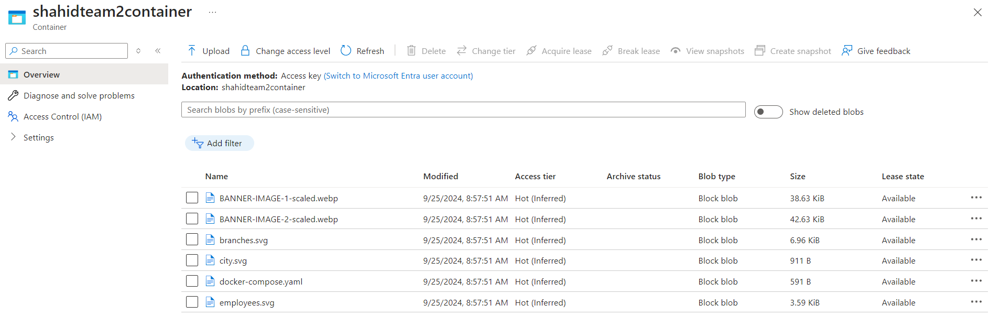 shahidteam2container ...
Container
Search
Upload Change access level Refresh Delete Change tier Acquire lease Break lease View snapshots Create snapshot Give feedback
Overview
Diagnose and solve problems
Access Control (IAM)
Settings
Authentication method: Access key (Switch to Microsoft Entra user account)
Location: shahidteam2container
Search blobs by prefix (case-sensitive) Show deleted blobs
Add filter
Name Modified Access tier Archive status Blob type Size Lease state
BANNER-IMAGE-1-scaled.webp 9/25/2024, 8:57:51 AM Hot (Inferred) Block blob 38.63 KiB Available
BANNER-IMAGE-2-scaled.webp 9/25/2024, 8:57:51 AM Hot (Inferred) Block blob 42.63 KiB Available
branches.svg 9/25/2024, 8:57:51 AM Hot (Inferred) Block blob 6.96 KiB Available
city.svg 9/25/2024, 8:57:51 AM Hot (Inferred) Block blob 911 B Available
docker-compose.yaml 9/25/2024, 8:57:51 AM Hot (Inferred) Block blob 591 B Available
employees.svg 9/25/2024, 8:57:51 AM Hot (Inferred) Block blob 3.59 KiB Available